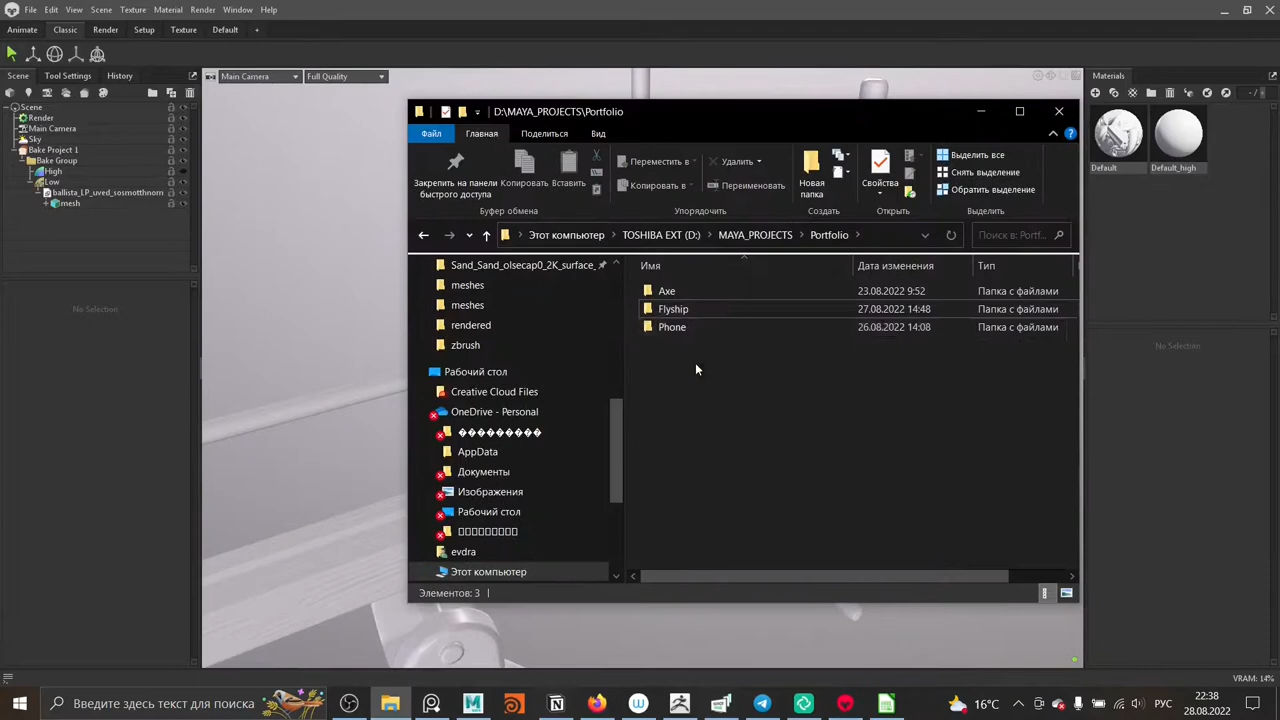 File Edit View Scene Texture Material Render Window Help
Animate Classic Render Setup Texture Default +
Scene Tool Settings History
Main Camera Full Quality
Scene
Render
Main Camera
Sky
Bake Project 1
Bake Group
High
Low
ballista_LP_uved_sosmotthnorn
mesh
No Selection
D:\MAYA_PROJECTS\Portfolio
Файл Главная Поделиться Вид
Закрепить на панели быстрого доступа
Копировать
Вставить
Переместить в
Копировать в
Удалить
Переименовать
Новая папка
Свойства
Выделить все
Снять выделение
Обратить выделение
Буфер обмена Упорядочить Создать Открыть Выделить
Этот компьютер TOSHIBA EXT (D:) MAYA_PROJECTS Portfolio
Поиск в: Portf...
Sand_Sand_olsecap0_2K_surface_
meshes
meshes
rendered
zbrush
Рабочий стол
Creative Cloud Files
OneDrive - Personal
���������
AppData
Документы
Изображения
Рабочий стол
evdra
Этот компьютер
Имя Дата изменения Тип
Axe 23.08.2022 9:52 Папка с файлами
Flyship 27.08.2022 14:48 Папка с файлами
Phone 26.08.2022 14:08 Папка с файлами
Элементов: 3
Materials
- /
Default Default_high
No Selection
VRAM: 14%
Введите здесь текст для поиска
16°C
РУС
22:38
28.08.2022